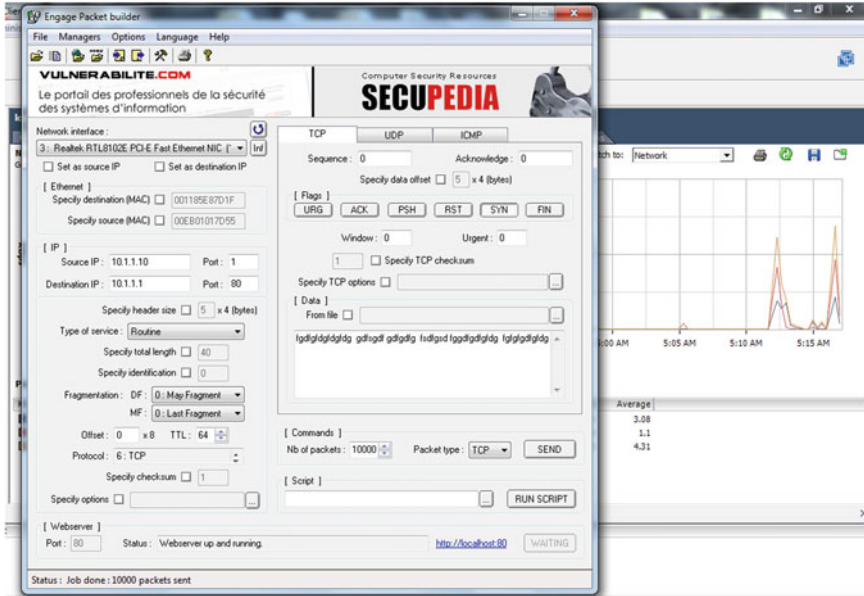 Engage Packet builder
File Managers Options Language Help
VULNERABILITE.COM
Le portail des professionnels de la sécurité
des systèmes d'information
Computer Security Resources
SECUPEDIA
Network interface :
3 : Realtek RTL8102E PCI-E Fast Ethernet NIC
Inf
Set as source IP Set as destination IP
[ Ethernet ]
Specify destination (MAC) 001185E87D1F
Specify source (MAC) 00EB01017D55
[ IP ]
Source IP : 10.1.1.10 Port : 1
Destination IP : 10.1.1.1 Port : 80
Specify header size 5 x 4 (bytes)
Type of service : Routine
Specify total length 40
Specify identification 0
Fragmentation : DF : 0 : May Fragment
MF : 0 : Last Fragment
Offset : 0 x8 TTL : 64
Protocol : 6 : TCP
Specify checksum 1
Specify options ...
TCP UDP ICMP
Sequence : 0 Acknowledge : 0
Specify data offset 5 x 4 (bytes)
[ Flags ]
URG ACK PSH RST SYN FIN
Window : 0 Urgent : 0
1 Specify TCP checksum
Specify TCP options ...
[ Data ]
From file ...
[ Commands ]
Nb of packets : 10000 Packet type : TCP SEND
[ Script ]
... RUN SCRIPT
[ Webserver ]
Port : 80 Status : Webserver up and running. http://localhost:80 WAITING
Status : Job done : 10000 packets sent
tch to: Network
5:00 AM 5:05 AM 5:10 AM 5:15 AM
Average
3.08
1.1
4.31